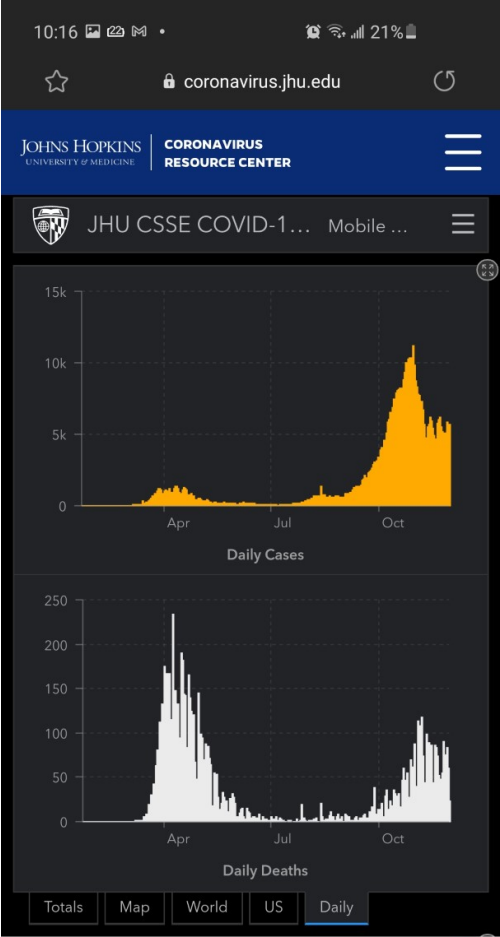 10:16 22 M • 21%
coronavirus.jhu.edu
JOHNS HOPKINS
UNIVERSITY & MEDICINE
CORONAVIRUS
RESOURCE CENTER
JHU CSSE COVID-1... Mobile ...
15k
10k
5k
0
Apr Jul Oct
Daily Cases
250
200
150
100
50
0
Apr Jul Oct
Daily Deaths
Totals Map World US Daily